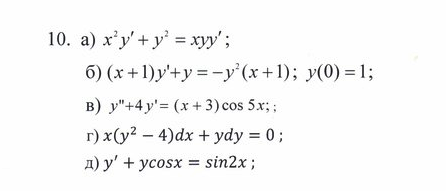 10. а) x²y′ + y² = xyy′ ;
б) (x + 1)y'+y = −y²(x + 1); y(0) = 1;
в) y″+4y'= (x + 3) cos 5x; ;
г) x(y² − 4)dx + ydy = 0 ;
д) y′ + ycosx = sin2x ;